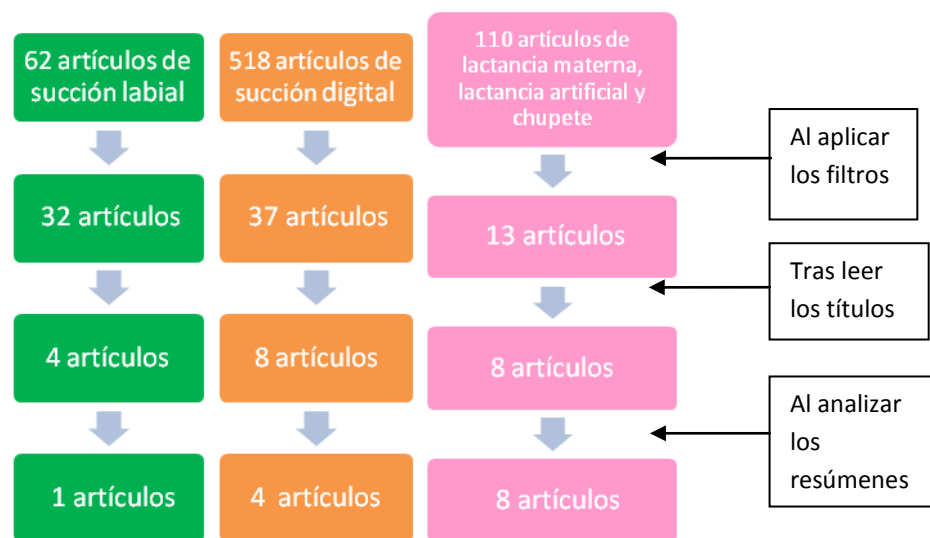 62 artículos de
succión labial
518 artículos de
succión digital
110 artículos de
lactancia materna,
lactancia artificial y
chupete
Al aplicar
los filtros
32 artículos
37 artículos
13 artículos
Tras leer
los títulos
4 artículos
8 artículos
8 artículos
Al analizar
los
resúmenes
1 artículos
4 artículos
8 artículos